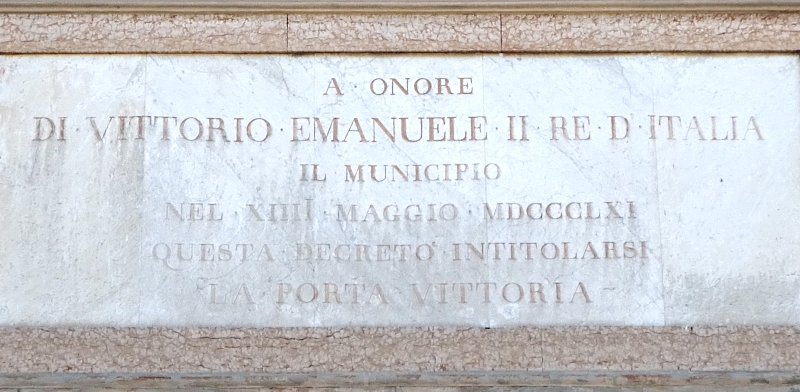 A · ONORE
DI · VITTORIO · EMANUELE · II · RE · D'ITALIA
IL · MUNICIPIO
NEL · XIIII · MAGGIO · MDCCCLXI
QUESTA · DECRETO' INTITOLARSI
LA · PORTA · VITTORIA